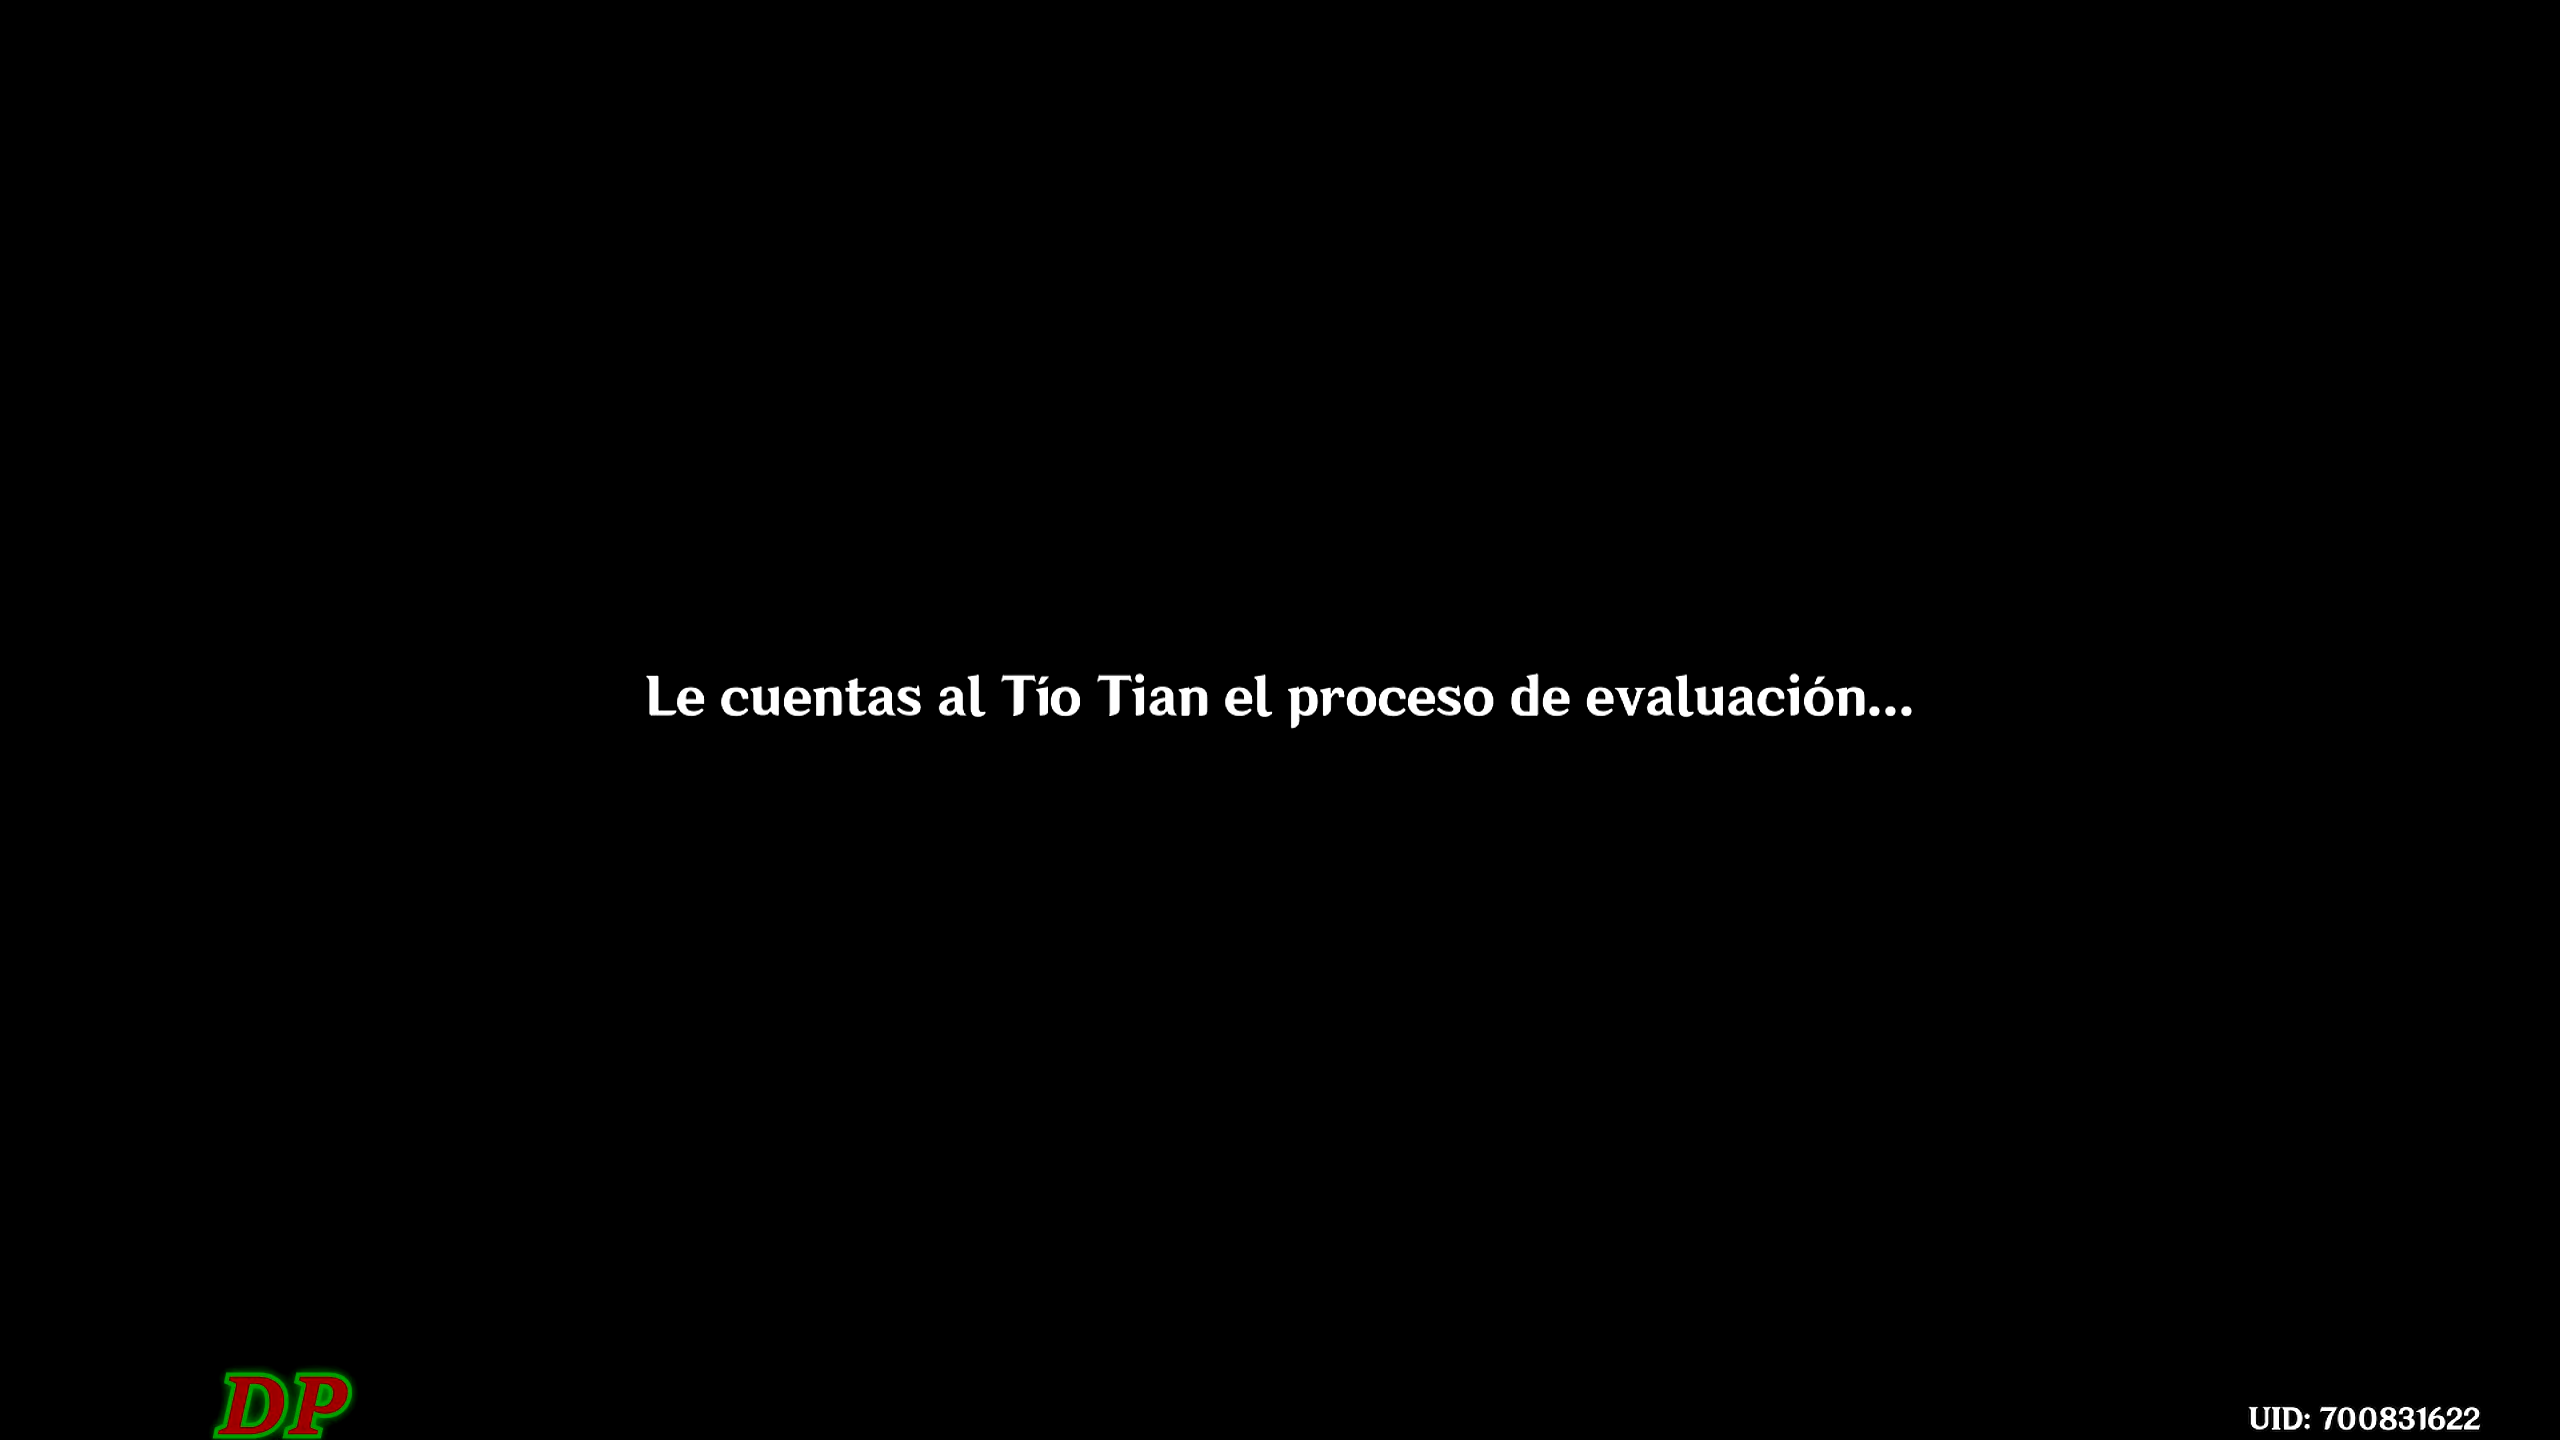 Le cuentas al Tío Tian el proceso de evaluación...
DP
UID: 700831622